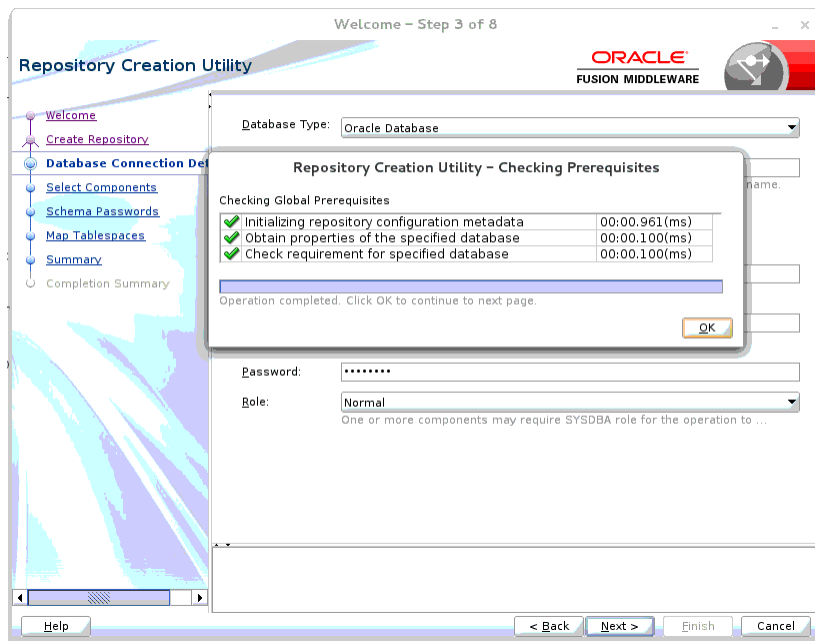 Welcome – Step 3 of 8
Repository Creation Utility
ORACLE®
FUSION MIDDLEWARE
Welcome
Create Repository
Database Connection Det
Select Components
Schema Passwords
Map Tablespaces
Summary
Completion Summary
Database Type: Oracle Database
name.
Repository Creation Utility – Checking Prerequisites
Checking Global Prerequisites
Initializing repository configuration metadata 00:00.961(ms)
Obtain properties of the specified database 00:00.100(ms)
Check requirement for specified database 00:00.100(ms)
Operation completed. Click OK to continue to next page.
OK
Password: ••••••••
Role: Normal
One or more components may require SYSDBA role for the operation to ...
Help
< Back
Next >
Finish
Cancel